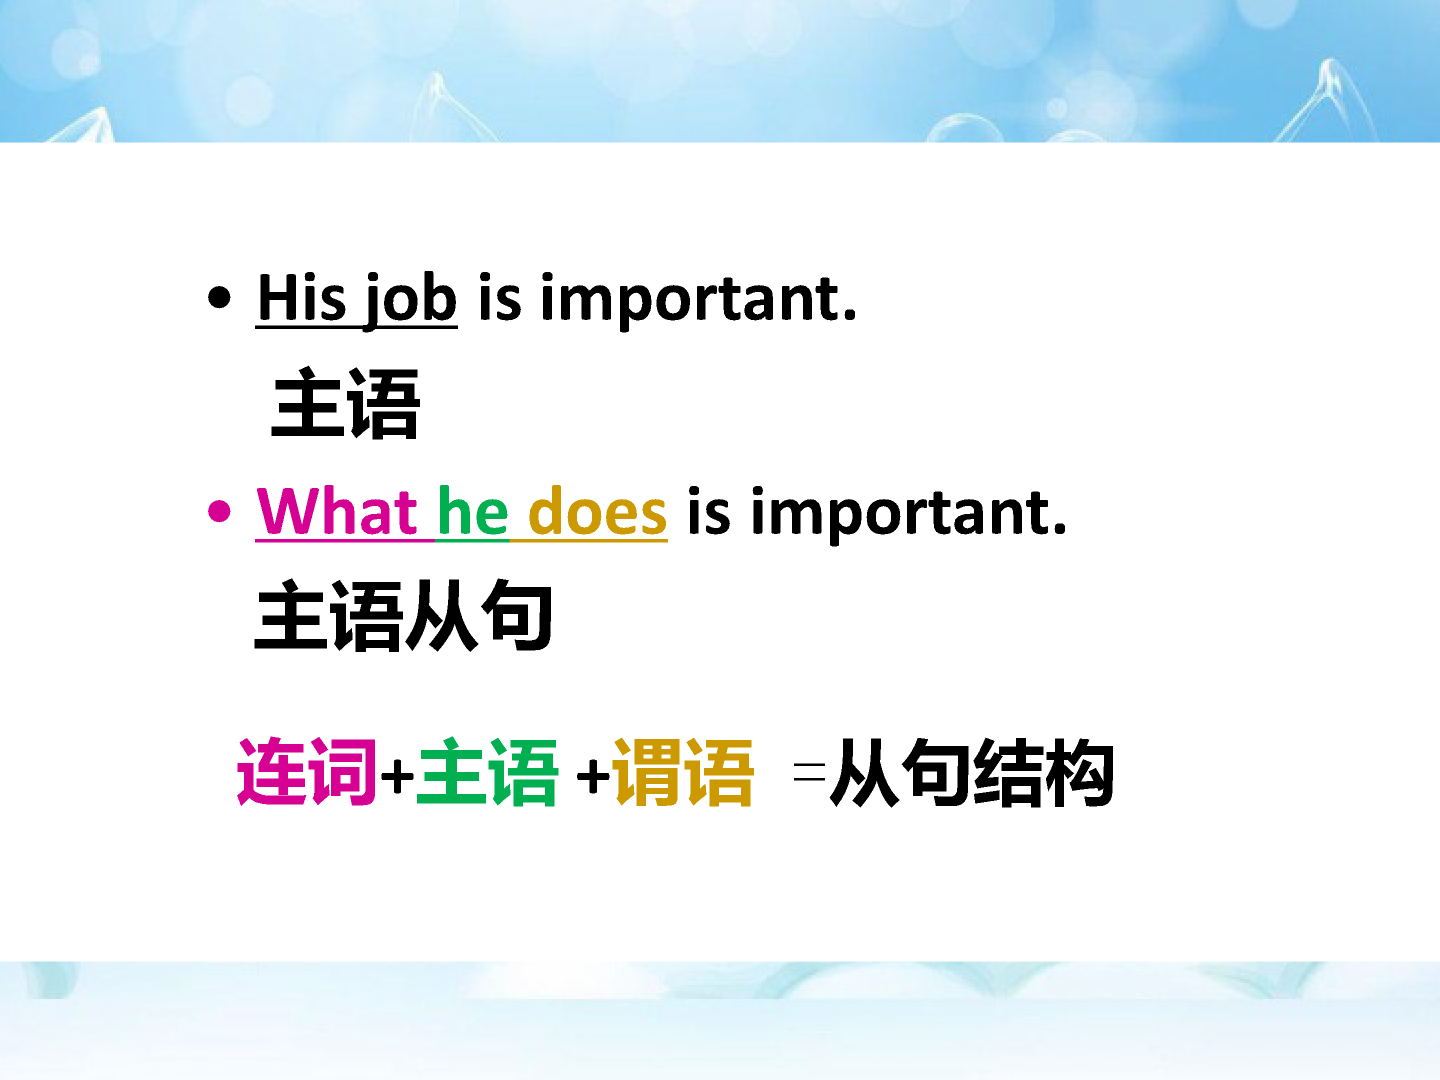 • His job is important.
主语
• What he does is important.
主语从句
连词+主语 +谓语 =从句结构